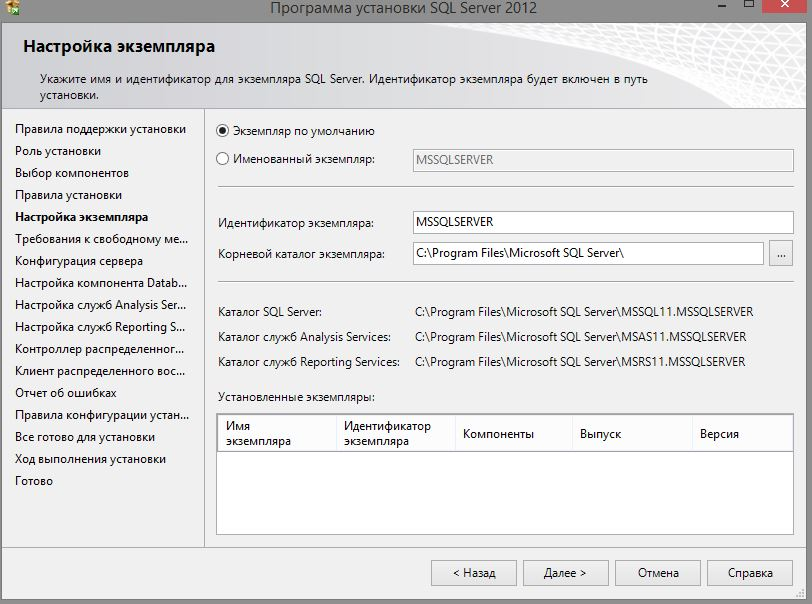 Программа установки SQL Server 2012
Настройка экземпляра
Укажите имя и идентификатор для экземпляра SQL Server. Идентификатор экземпляра будет включен в путь
установки.
Правила поддержки установки
Роль установки
Выбор компонентов
Правила установки
Настройка экземпляра
Требования к свободному ме...
Конфигурация сервера
Настройка компонента Datab...
Настройка служб Analysis Ser...
Настройка служб Reporting S...
Контроллер распределенног...
Клиент распределенного вос...
Отчет об ошибках
Правила конфигурации устан...
Все готово для установки
Ход выполнения установки
Готово
Экземпляр по умолчанию
Именованный экземпляр: MSSQLSERVER
Идентификатор экземпляра: MSSQLSERVER
Корневой каталог экземпляра: C:\Program Files\Microsoft SQL Server\ ...
Каталог SQL Server: C:\Program Files\Microsoft SQL Server\MSSQL11.MSSQLSERVER
Каталог служб Analysis Services: C:\Program Files\Microsoft SQL Server\MSAS11.MSSQLSERVER
Каталог служб Reporting Services: C:\Program Files\Microsoft SQL Server\MSRS11.MSSQLSERVER
Установленные экземпляры:
Имя экземпляра
Идентификатор экземпляра
Компоненты
Выпуск
Версия
< Назад
Далее >
Отмена
Справка